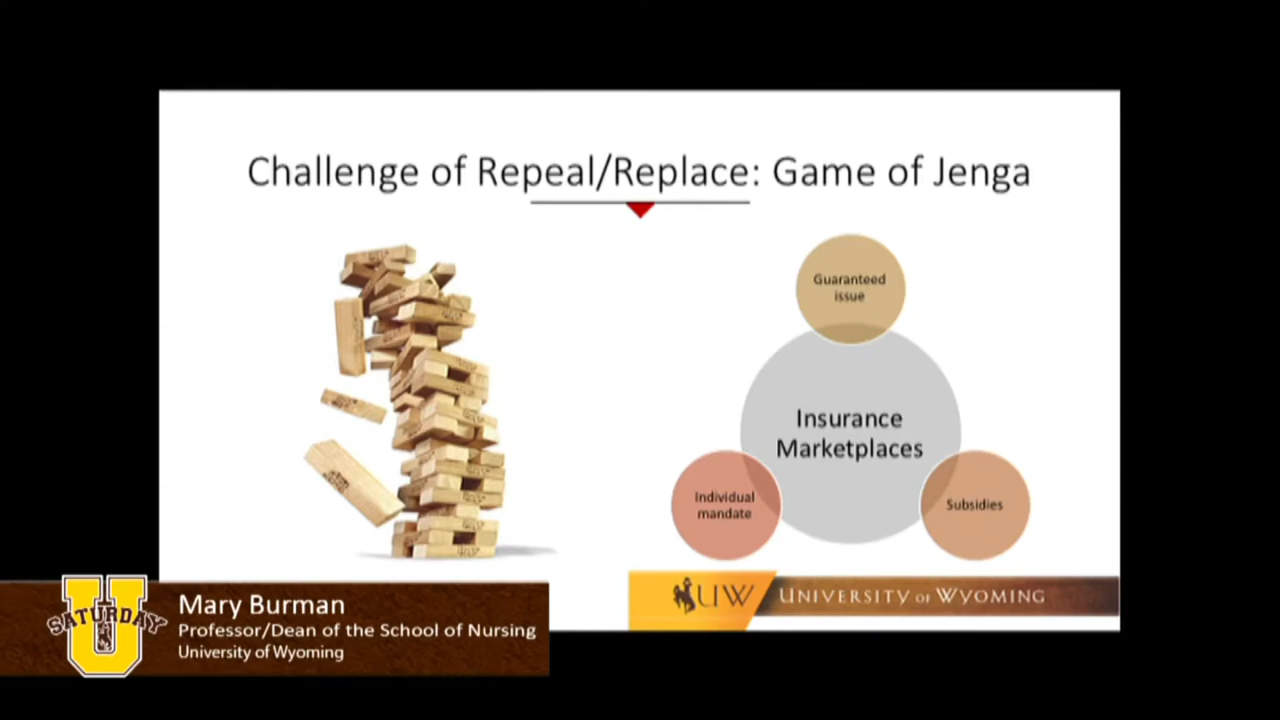 Challenge of Repeal/Replace: Game of Jenga
Guaranteed
issue
Insurance
Marketplaces
Individual
mandate
Subsidies
UW
UNIVERSITY OF WYOMING
U
SATURDAY
Mary Burman
Professor/Dean of the School of Nursing
University of Wyoming